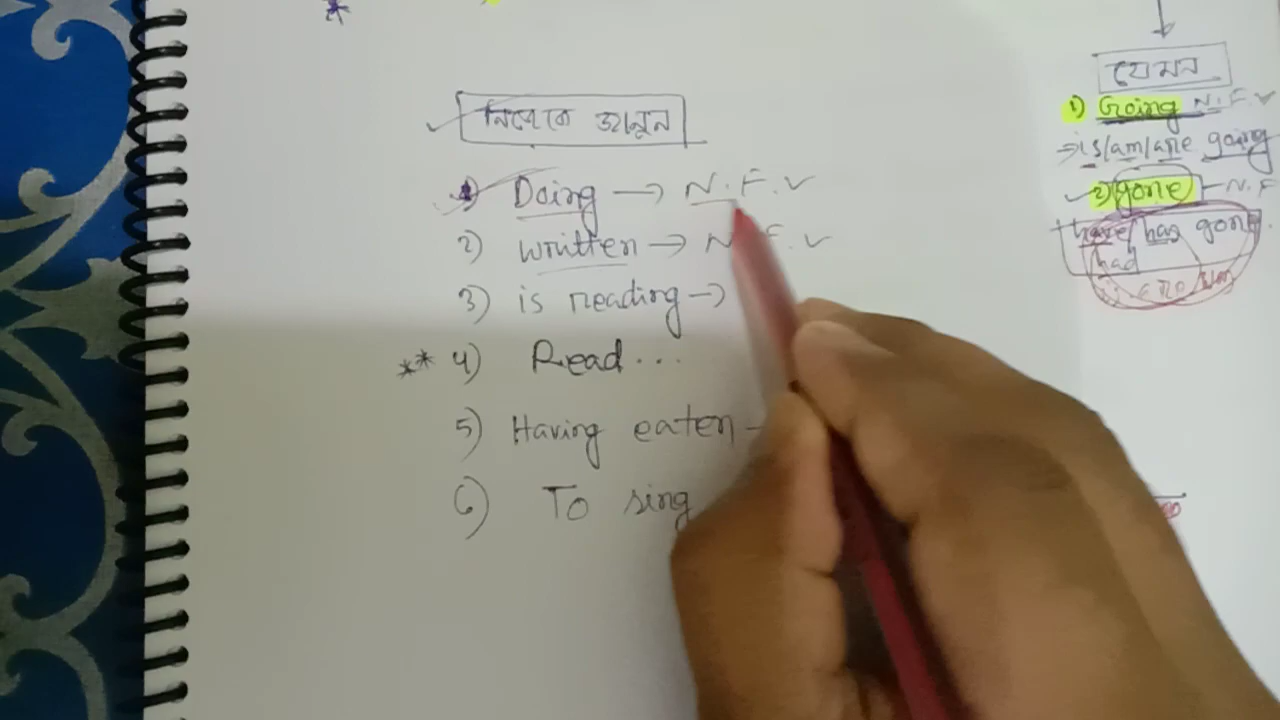 নিজেকে জানুন
1) Doing → N.F.V
2) written → N.F.V
3) is reading →
** 4) Read...
5) Having eaten -
6) To sing
যেমন
1) Going N.F.V
→ is/am/are going
2) gone - N.F
have/has gone
had